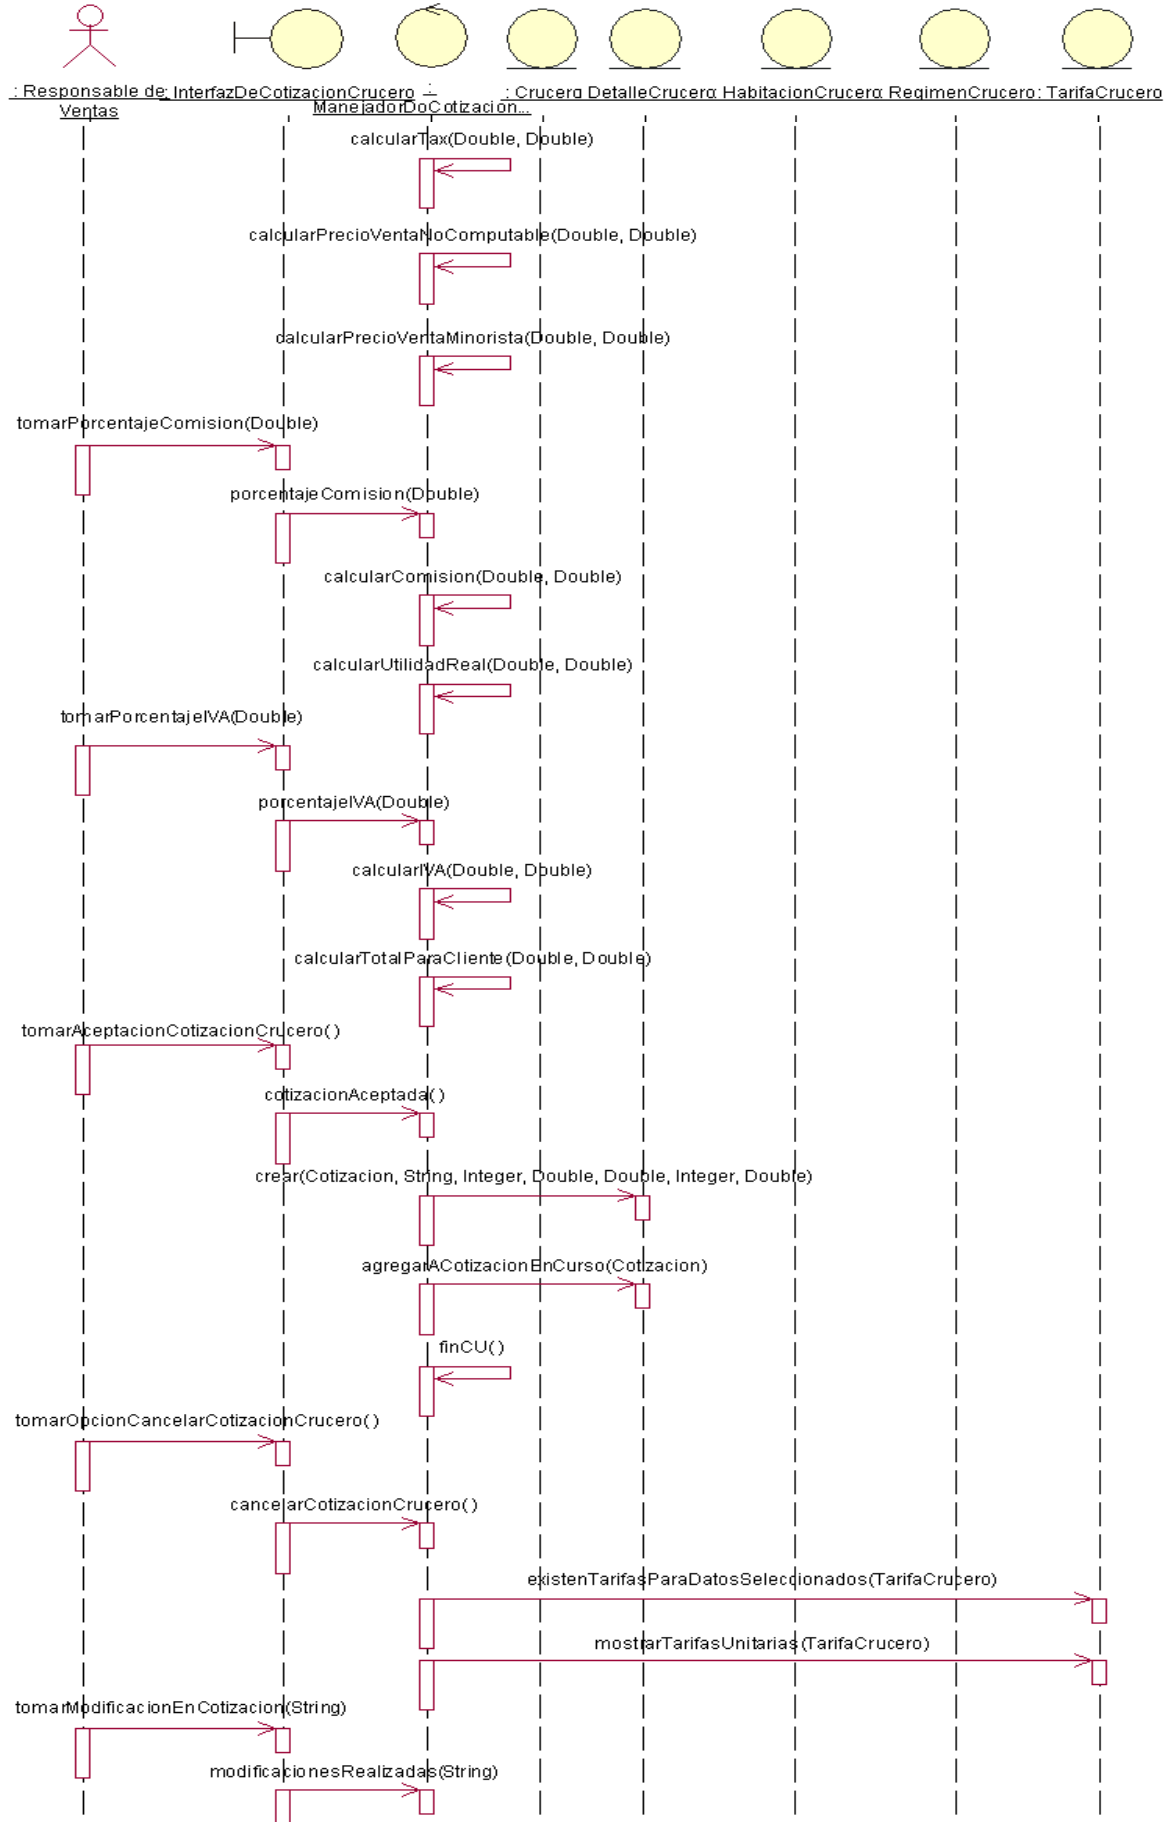 : Responsable de
Ventas
: InterfazDeCotizacionCrucero
:
ManejadorDeCotizacion...
: Crucero
DetalleCrucero
: HabitacionCrucero
: RegimenCrucero
: TarifaCrucero
calcularTax(Double, Double)
calcularPrecioVentaNoComputable(Double, Double)
calcularPrecioVentaMinorista(Double, Double)
tomarPorcentajeComision(Double)
porcentajeComision(Double)
calcularComision(Double, Double)
calcularUtilidadReal(Double, Double)
tomarPorcentajeIVA(Double)
porcentajeIVA(Double)
calcularIVA(Double, Double)
calcularTotalParaCliente(Double, Double)
tomarAceptacionCotizacionCrucero( )
cotizacionAceptada( )
crear(Cotizacion, String, Integer, Double, Double, Integer, Double)
agregarACotizacionEnCurso(Cotizacion)
finCU( )
tomarOpcionCancelarCotizacionCrucero( )
cancelarCotizacionCrucero( )
existenTarifasParaDatosSeleccionados(TarifaCrucero)
mostrarTarifasUnitarias(TarifaCrucero)
tomarModificacionEnCotizacion(String)
modificacionesRealizadas(String)